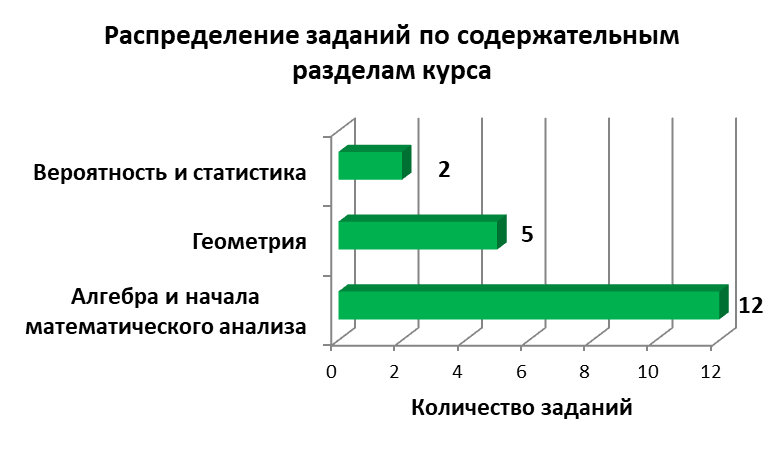 Распределение заданий по содержательным
разделам курса
Вероятность и статистика
2
Геометрия
5
Алгебра и начала
математического анализа
12
0 2 4 6 8 10 12
Количество заданий